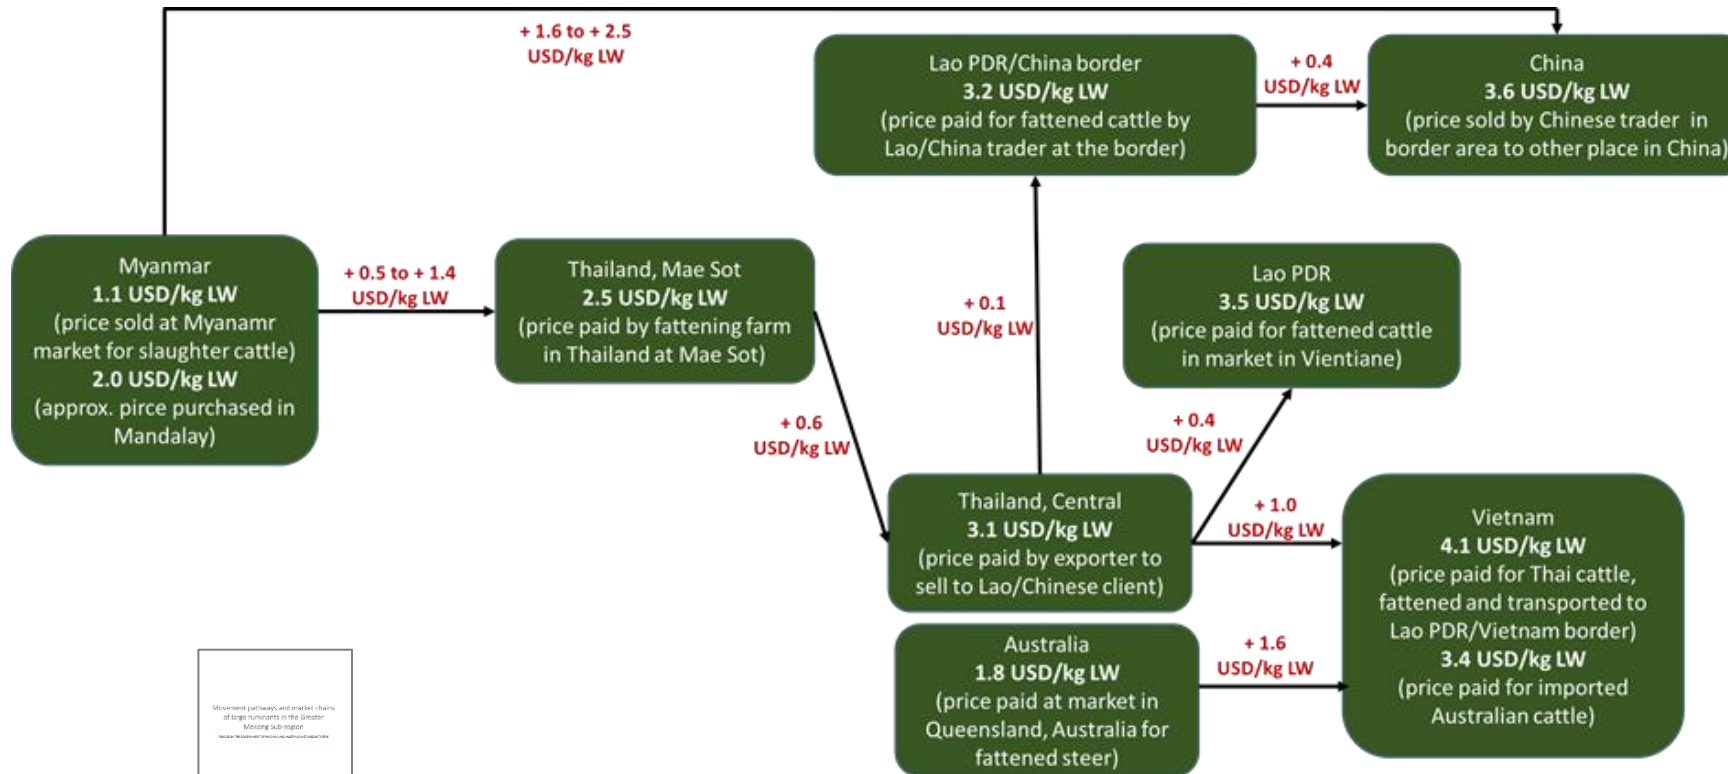 + 1.6 to + 2.5
USD/kg LW
Lao PDR/China border
3.2 USD/kg LW
(price paid for fattened cattle by
Lao/China trader at the border)
+ 0.4
USD/kg LW
China
3.6 USD/kg LW
(price sold by Chinese trader in
border area to other place in China)
Myanmar
1.1 USD/kg LW
(price sold at Myanamr
market for slaughter cattle)
2.0 USD/kg LW
(approx. pirce purchased in
Mandalay)
+ 0.5 to + 1.4
USD/kg LW
Thailand, Mae Sot
2.5 USD/kg LW
(price paid by fattening farm
in Thailand at Mae Sot)
+ 0.1
USD/kg LW
Lao PDR
3.5 USD/kg LW
(price paid for fattened cattle
in market in Vientiane)
+ 0.6
USD/kg LW
+ 0.4
USD/kg LW
Thailand, Central
3.1 USD/kg LW
(price paid by exporter to
sell to Lao/Chinese client)
+ 1.0
USD/kg LW
Vietnam
4.1 USD/kg LW
(price paid for Thai cattle,
fattened and transported to
Lao PDR/Vietnam border)
3.4 USD/kg LW
(price paid for imported
Australian cattle)
Australia
1.8 USD/kg LW
(price paid at market in
Queensland, Australia for
fattened steer)
+ 1.6
USD/kg LW
Movement pathways and market chains
of large ruminants in the Greater
Mekong Sub-region